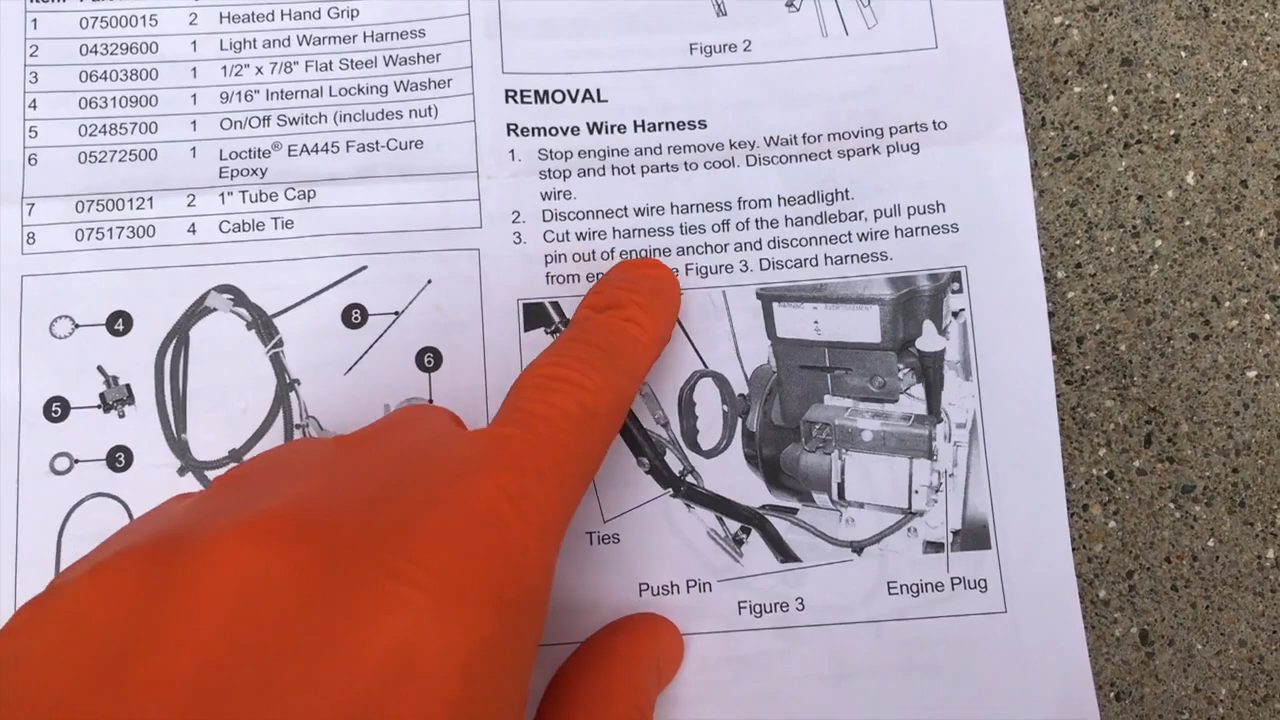 1 07500015 2 Heated Hand Grip
2 04329600 1 Light and Warmer Harness
3 06403800 1 1/2" x 7/8" Flat Steel Washer
4 06310900 1 9/16" Internal Locking Washer
5 02485700 1 On/Off Switch (includes nut)
6 05272500 1 Loctite® EA445 Fast-Cure
Epoxy
7 07500121 2 1" Tube Cap
8 07517300 4 Cable Tie
4
5
3
8
6
Figure 2
REMOVAL
Remove Wire Harness
1. Stop engine and remove key. Wait for moving parts to
stop and hot parts to cool. Disconnect spark plug
wire.
2. Disconnect wire harness from headlight.
3. Cut wire harness ties off of the handlebar, pull push
pin out of engine anchor and disconnect wire harness
from Figure 3. Discard harness.
WARNING AVERTISSEMENT
Ties
Push Pin
Engine Plug
Figure 3